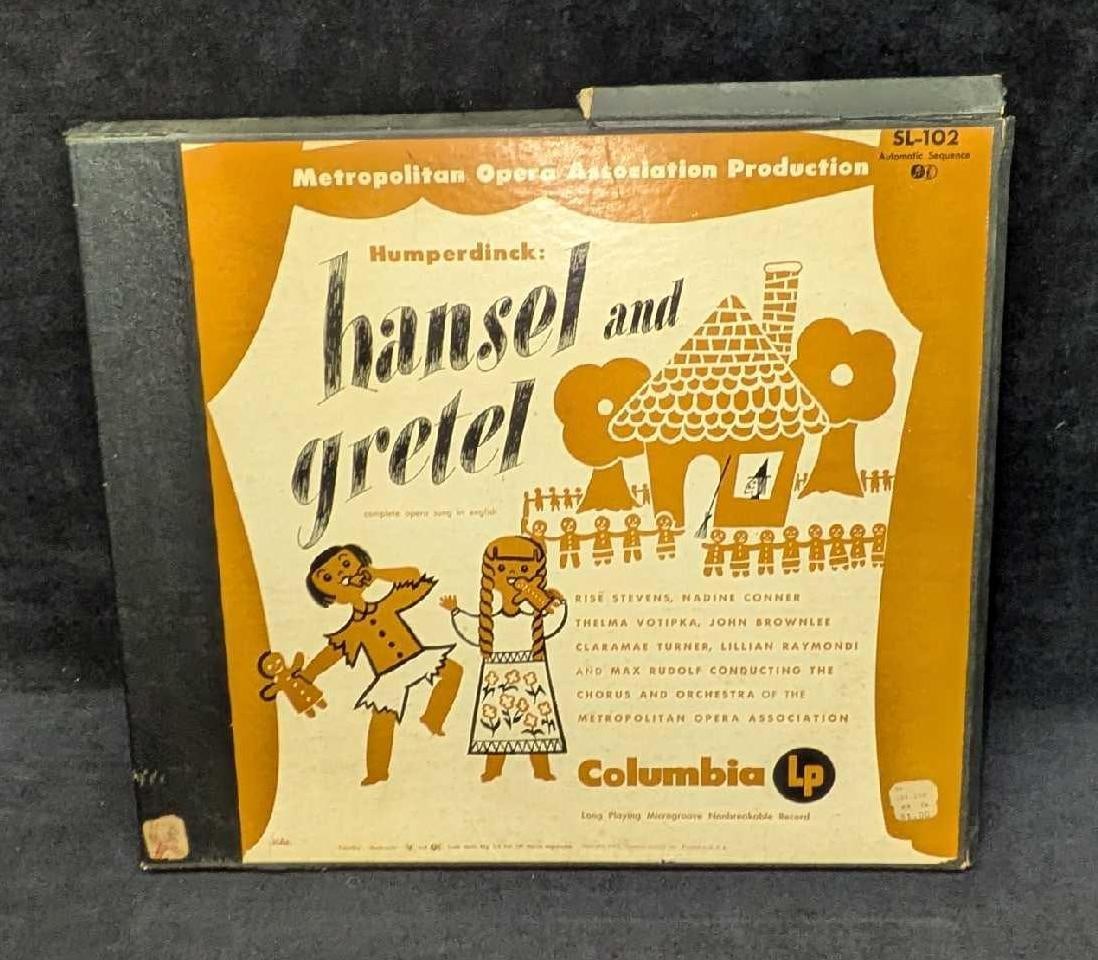 SL-102
Automatic Sequence
Metropolitan Opera Association Production
Humperdinck:
hansel and
gretel
complete opera sung in english
RISË STEVENS, NADINE CONNER
THELMA VOTIPKA, JOHN BROWNLEE
CLARAMAE TURNER, LILLIAN RAYMONDI
AND MAX RUDOLF CONDUCTING THE
CHORUS AND ORCHESTRA OF THE
METROPOLITAN OPERA ASSOCIATION
Columbia Lp
Long Playing Microgroove Nonbreakable Record